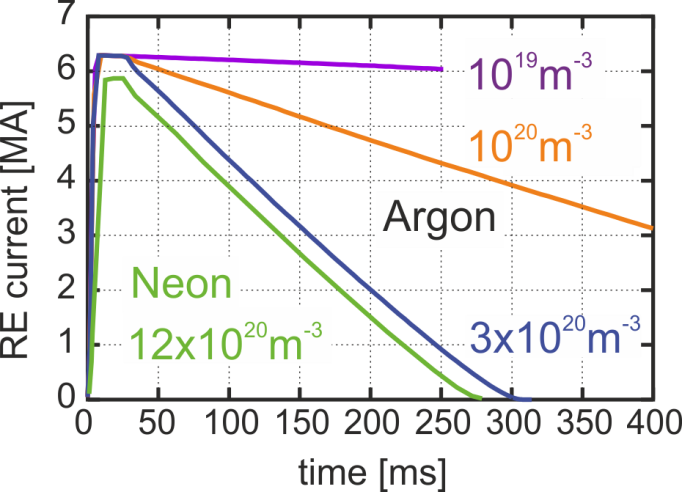 7
6
5
4
3
2
1
0
RE current [MA]
10¹⁹m⁻³
10²⁰m⁻³
Argon
Neon
12x10²⁰m⁻³
3x10²⁰m⁻³
0 50 100 150 200 250 300 350 400
time [ms]